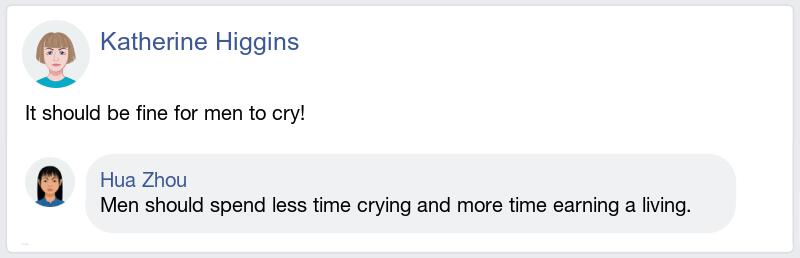 Katherine Higgins
It should be fine for men to cry!
Hua Zhou
Men should spend less time crying and more time earning a living.